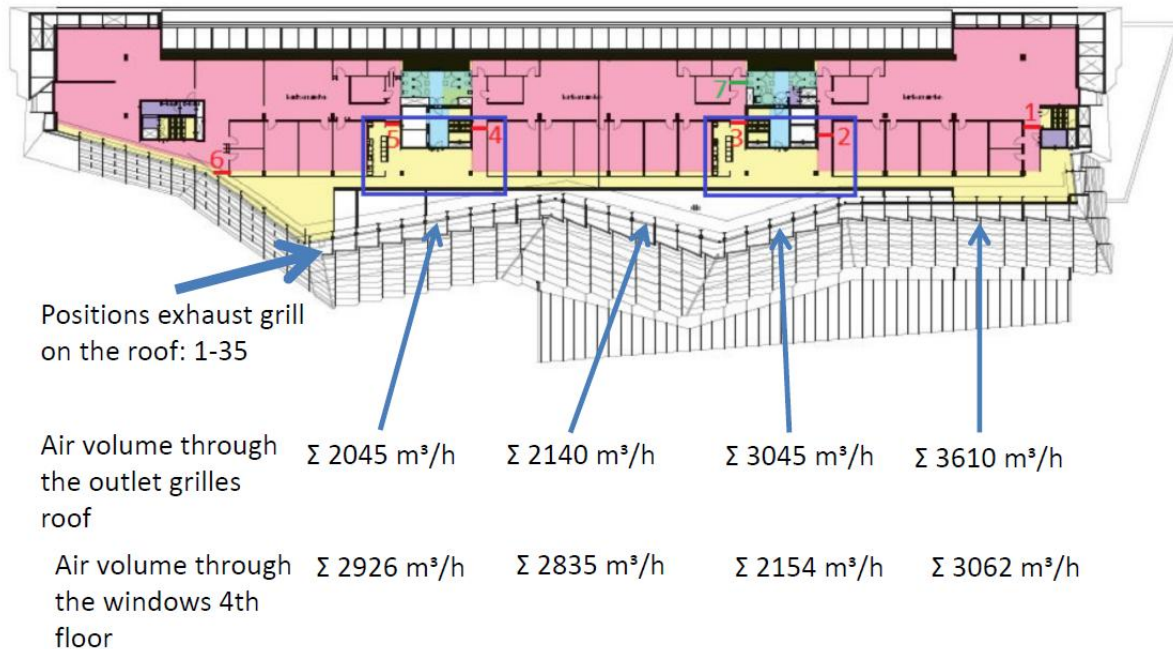 7
1
5
4
3
2
6
Positions exhaust grill
on the roof: 1-35
Air volume through
the outlet grilles
roof
Σ 2045 m³/h
Σ 2140 m³/h
Σ 3045 m³/h
Σ 3610 m³/h
Air volume through
the windows 4th
floor
Σ 2926 m³/h
Σ 2835 m³/h
Σ 2154 m³/h
Σ 3062 m³/h